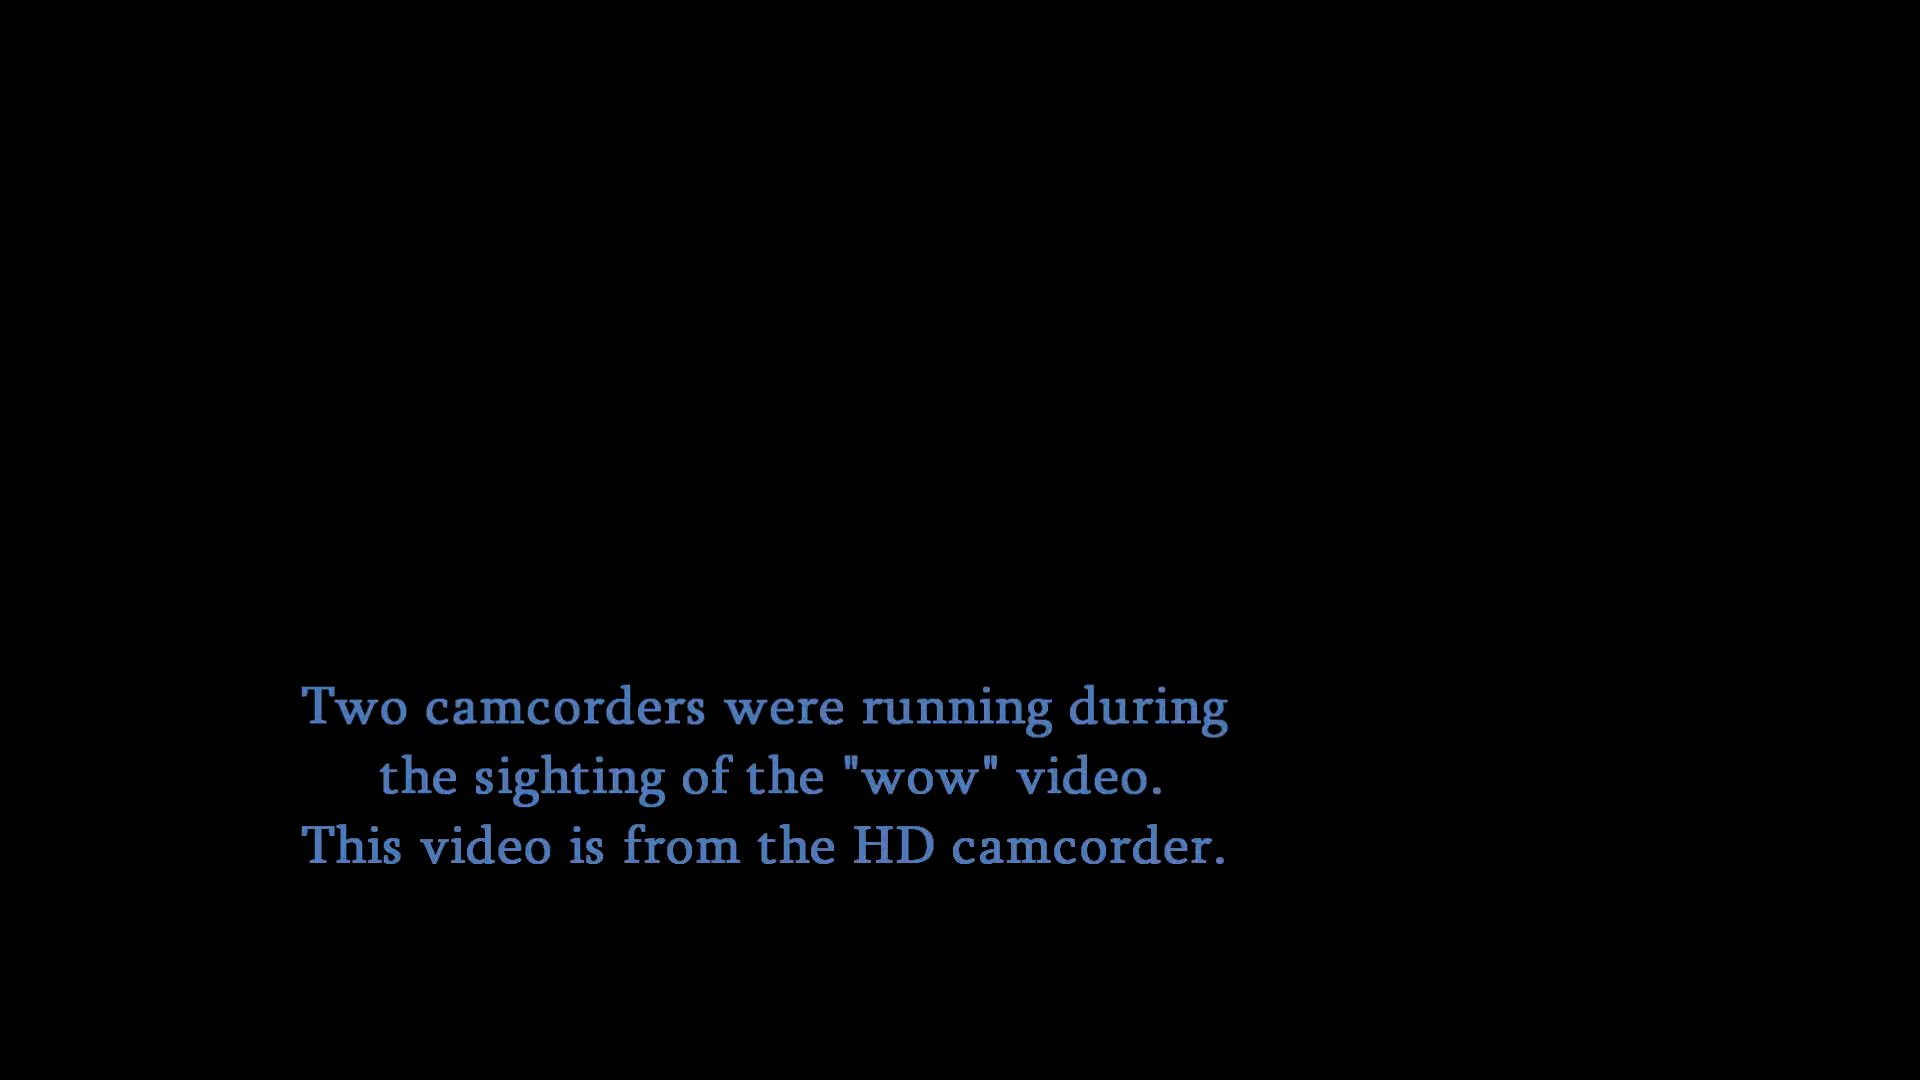 Two camcorders were running during
the sighting of the "wow" video.
This video is from the HD camcorder.